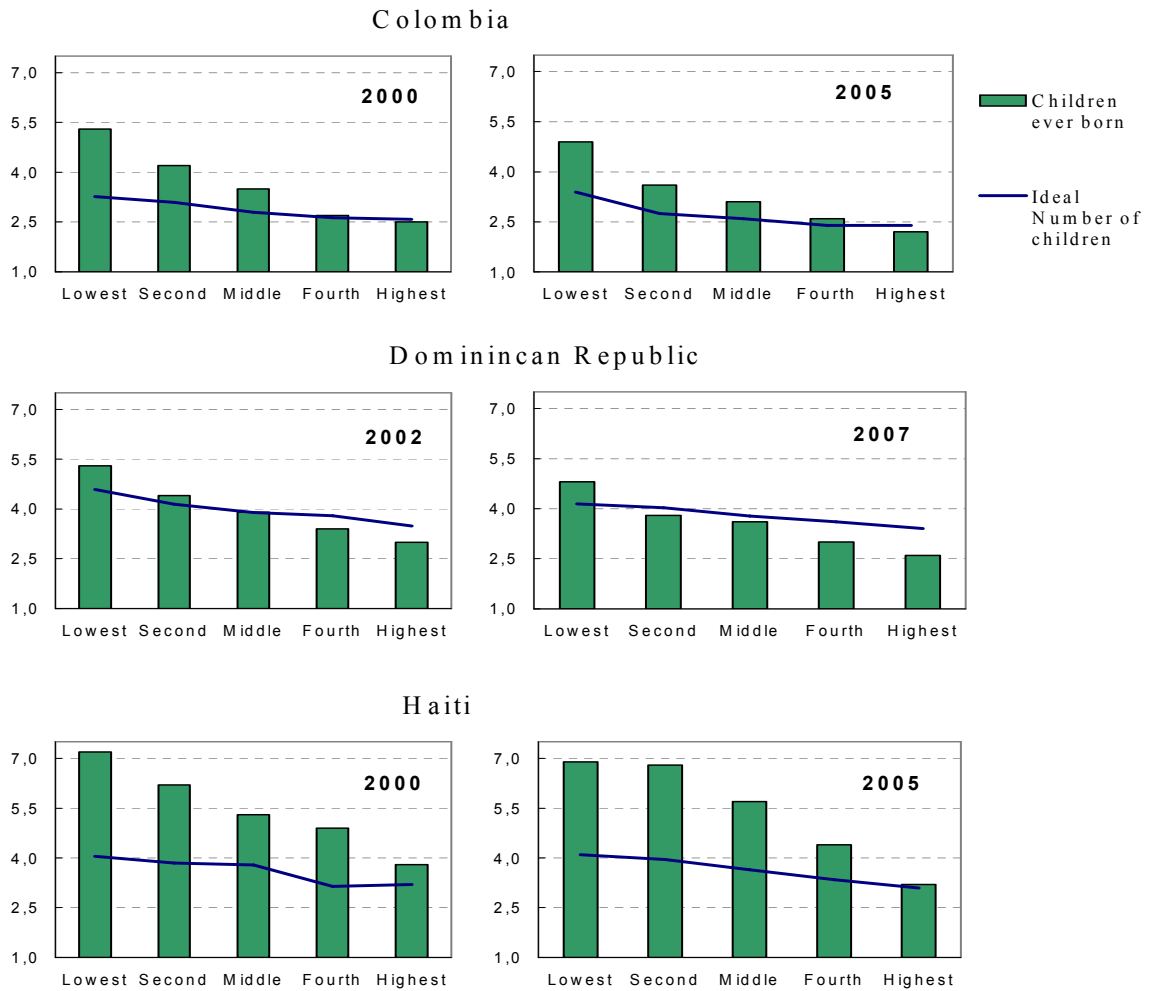 Colombia
7,0
5,5
4,0
2,5
1,0
2000
Lowest Second Middle Fourth Highest
7,0
5,5
4,0
2,5
1,0
2005
Lowest Second Middle Fourth Highest
Children
ever born
Ideal
Number of
children
Dominincan Republic
7,0
5,5
4,0
2,5
1,0
2002
Lowest Second Middle Fourth Highest
7,0
5,5
4,0
2,5
1,0
2007
Lowest Second Middle Fourth Highest
Haiti
7,0
5,5
4,0
2,5
1,0
2000
Lowest Second Middle Fourth Highest
7,0
5,5
4,0
2,5
1,0
2005
Lowest Second Middle Fourth Highest